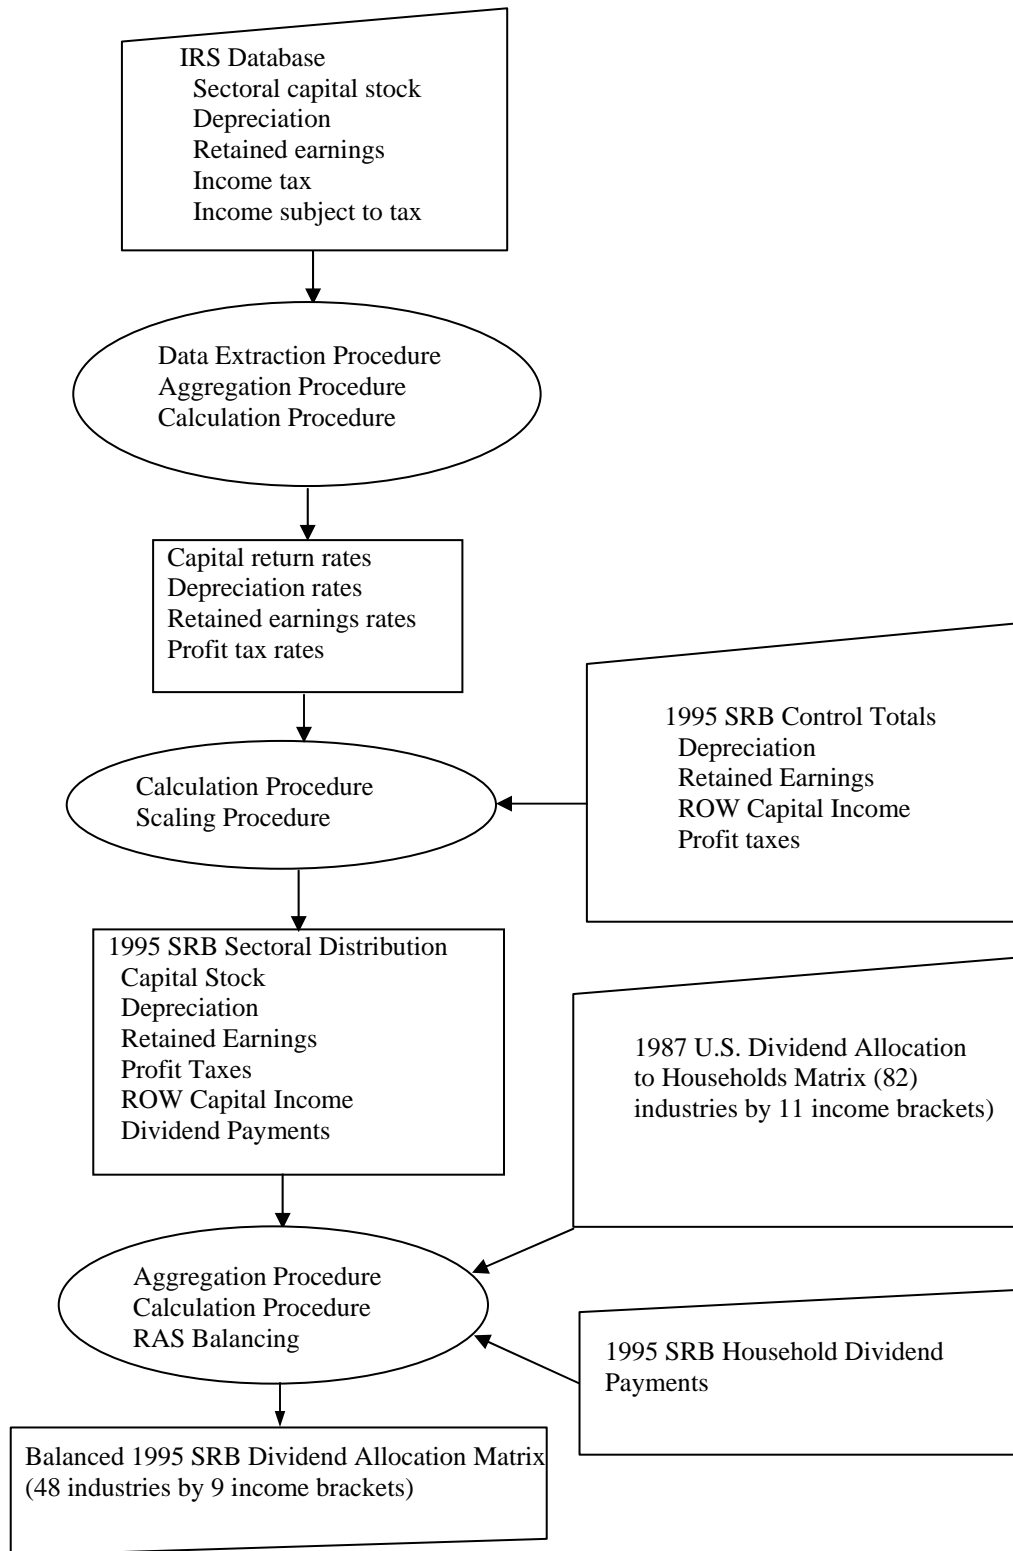 IRS Database
Sectoral capital stock
Depreciation
Retained earnings
Income tax
Income subject to tax
Data Extraction Procedure
Aggregation Procedure
Calculation Procedure
Capital return rates
Depreciation rates
Retained earnings rates
Profit tax rates
1995 SRB Control Totals
Depreciation
Retained Earnings
ROW Capital Income
Profit taxes
Calculation Procedure
Scaling Procedure
1995 SRB Sectoral Distribution
Capital Stock
Depreciation
Retained Earnings
Profit Taxes
ROW Capital Income
Dividend Payments
1987 U.S. Dividend Allocation
to Households Matrix (82)
industries by 11 income brackets)
Aggregation Procedure
Calculation Procedure
RAS Balancing
1995 SRB Household Dividend
Payments
Balanced 1995 SRB Dividend Allocation Matrix
(48 industries by 9 income brackets)